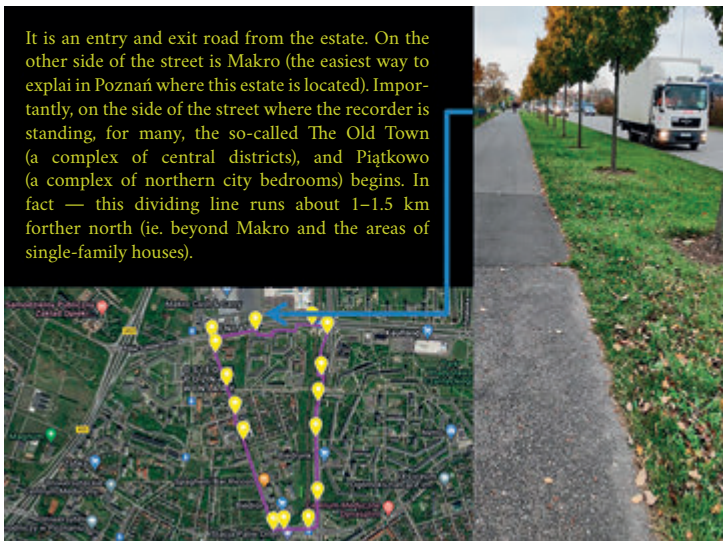 It is an entry and exit road from the estate. On the
other side of the street is Makro (the easiest way to
explai in Poznań where this estate is located). Impor-
tantly, on the side of the street where the recorder is
standing, for many, the so-called The Old Town
(a complex of central districts), and Piątkowo
(a complex of northern city bedrooms) begins. In
fact — this dividing line runs about 1–1.5 km
forther north (ie. beyond Makro and the areas of
single-family houses).
Makro Cash & Carry
Kaufland